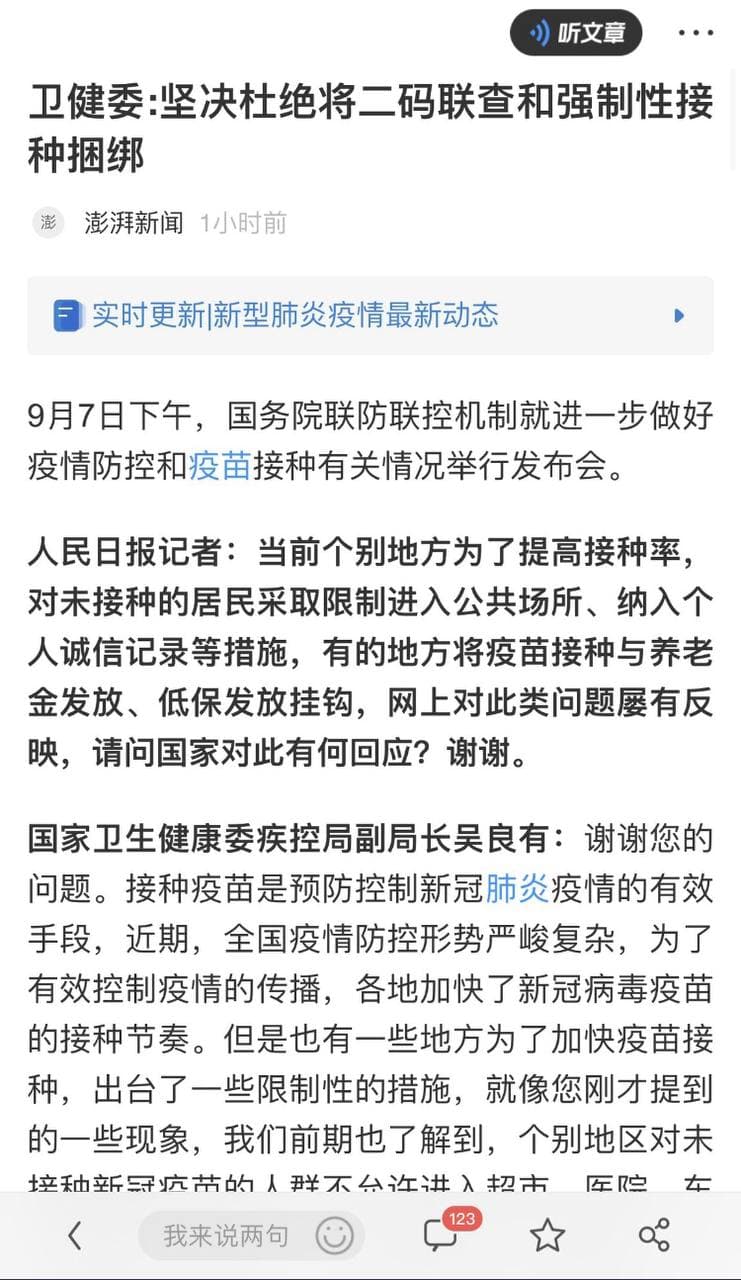 听文章
卫健委:坚决杜绝将二码联查和强制性接
种捆绑
澎 澎湃新闻 1小时前
实时更新|新型肺炎疫情最新动态
9月7日下午，国务院联防联控机制就进一步做好
疫情防控和疫苗接种有关情况举行发布会。
人民日报记者：当前个别地方为了提高接种率，
对未接种的居民采取限制进入公共场所、纳入个
人诚信记录等措施，有的地方将疫苗接种与养老
金发放、低保发放挂钩，网上对此类问题屡有反
映，请问国家对此有何回应？谢谢。
国家卫生健康委疾控局副局长吴良有：谢谢您的
问题。接种疫苗是预防控制新冠肺炎疫情的有效
手段，近期，全国疫情防控形势严峻复杂，为了
有效控制疫情的传播，各地加快了新冠病毒疫苗
的接种节奏。但是也有一些地方为了加快疫苗接
种，出台了一些限制性的措施，就像您刚才提到
的一些现象，我们前期也了解到，个别地区对未
接种新冠疫苗的人群不允许进入超市、医院、车
我来说两句 123